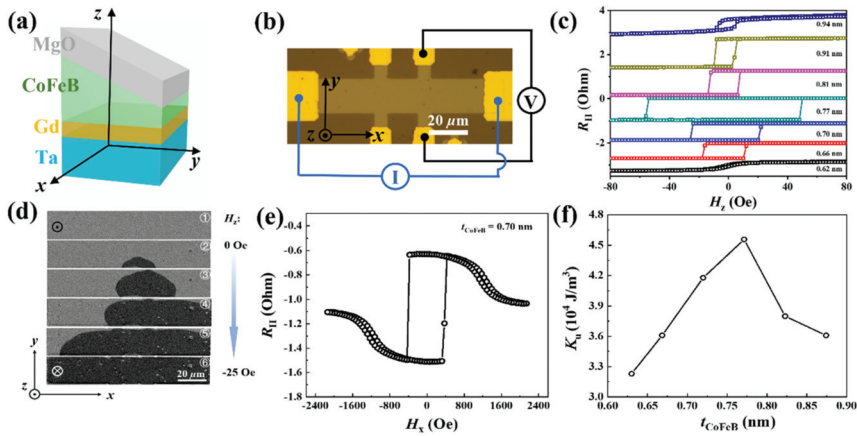 (a)
z
MgO
CoFeB
Gd
Ta
x
y
(b)
y
z
x
20 µm
V
I
(c)
R_H (Ohm)
4
2
0
-2
0.94 nm
0.91 nm
0.81 nm
0.77 nm
0.70 nm
0.66 nm
0.62 nm
-80 -40 0 40 80
H_z (Oe)
(d)
①
②
③
④
⑤
⑥
H_z:
0 Oe
-25 Oe
20 µm
y
z
x
(e)
t_CoFeB = 0.70 nm
R_H (Ohm)
-0.4
-0.6
-0.8
-1.0
-1.2
-1.4
-1.6
-1.8
-2400 -1600 -800 0 800 1600 2400
H_x (Oe)
(f)
K_u (10⁴ J/m³)
4.8
4.5
4.2
3.9
3.6
3.3
3.0
0.60 0.65 0.70 0.75 0.80 0.85 0.90
t_CoFeB (nm)